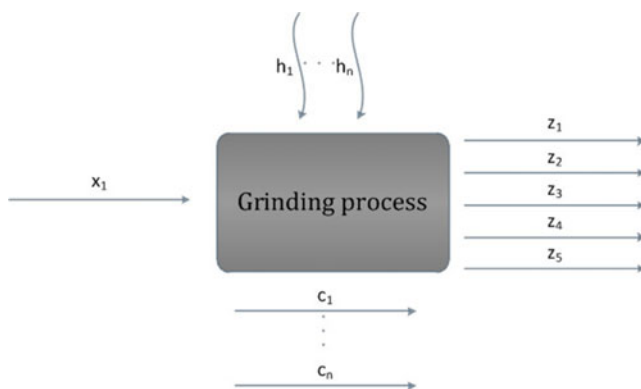 h₁ . . . hₙ
x₁
Grinding process
z₁
z₂
z₃
z₄
z₅
c₁
.
.
.
cₙ